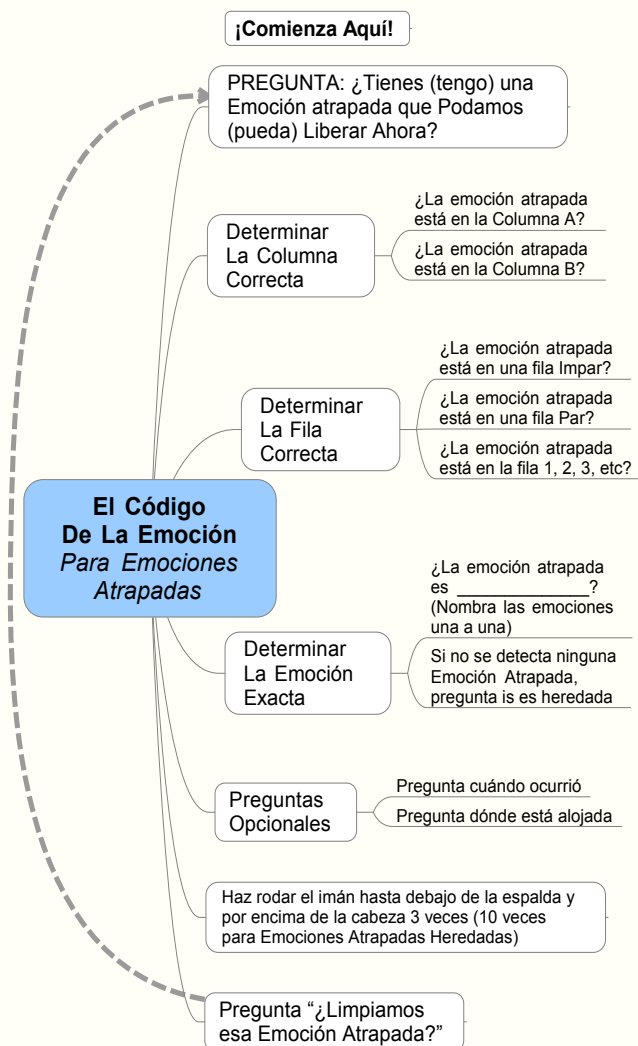 ¡Comienza Aquí!
PREGUNTA: ¿Tienes (tengo) una
Emoción atrapada que Podamos
(pueda) Liberar Ahora?
Determinar
La Columna
Correcta
¿La emoción atrapada
está en la Columna A?
¿La emoción atrapada
está en la Columna B?
Determinar
La Fila
Correcta
¿La emoción atrapada
está en una fila Impar?
¿La emoción atrapada
está en una fila Par?
¿La emoción atrapada
está en la fila 1, 2, 3, etc?
El Código
De La Emoción
Para Emociones
Atrapadas
Determinar
La Emoción
Exacta
¿La emoción atrapada
es ______________?
(Nombra las emociones
una a una)
Si no se detecta ninguna
Emoción Atrapada,
pregunta is es heredada
Preguntas
Opcionales
Pregunta cuándo ocurrió
Pregunta dónde está alojada
Haz rodar el imán hasta debajo de la espalda y
por encima de la cabeza 3 veces (10 veces
para Emociones Atrapadas Heredadas)
Pregunta “¿Limpiamos
esa Emoción Atrapada?”